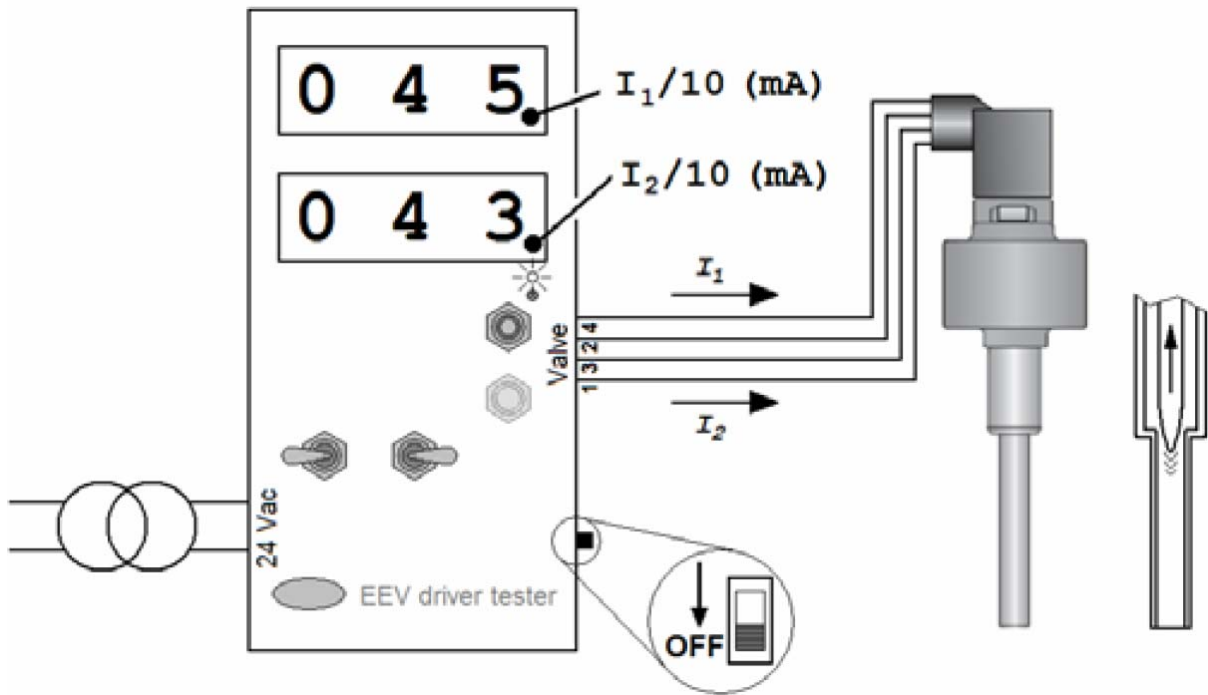 0 4 5
I₁/10 (mA)
0 4 3
I₂/10 (mA)
I₁
Valve
4
2
3
1
I₂
24 Vac
EEV driver tester
OFF